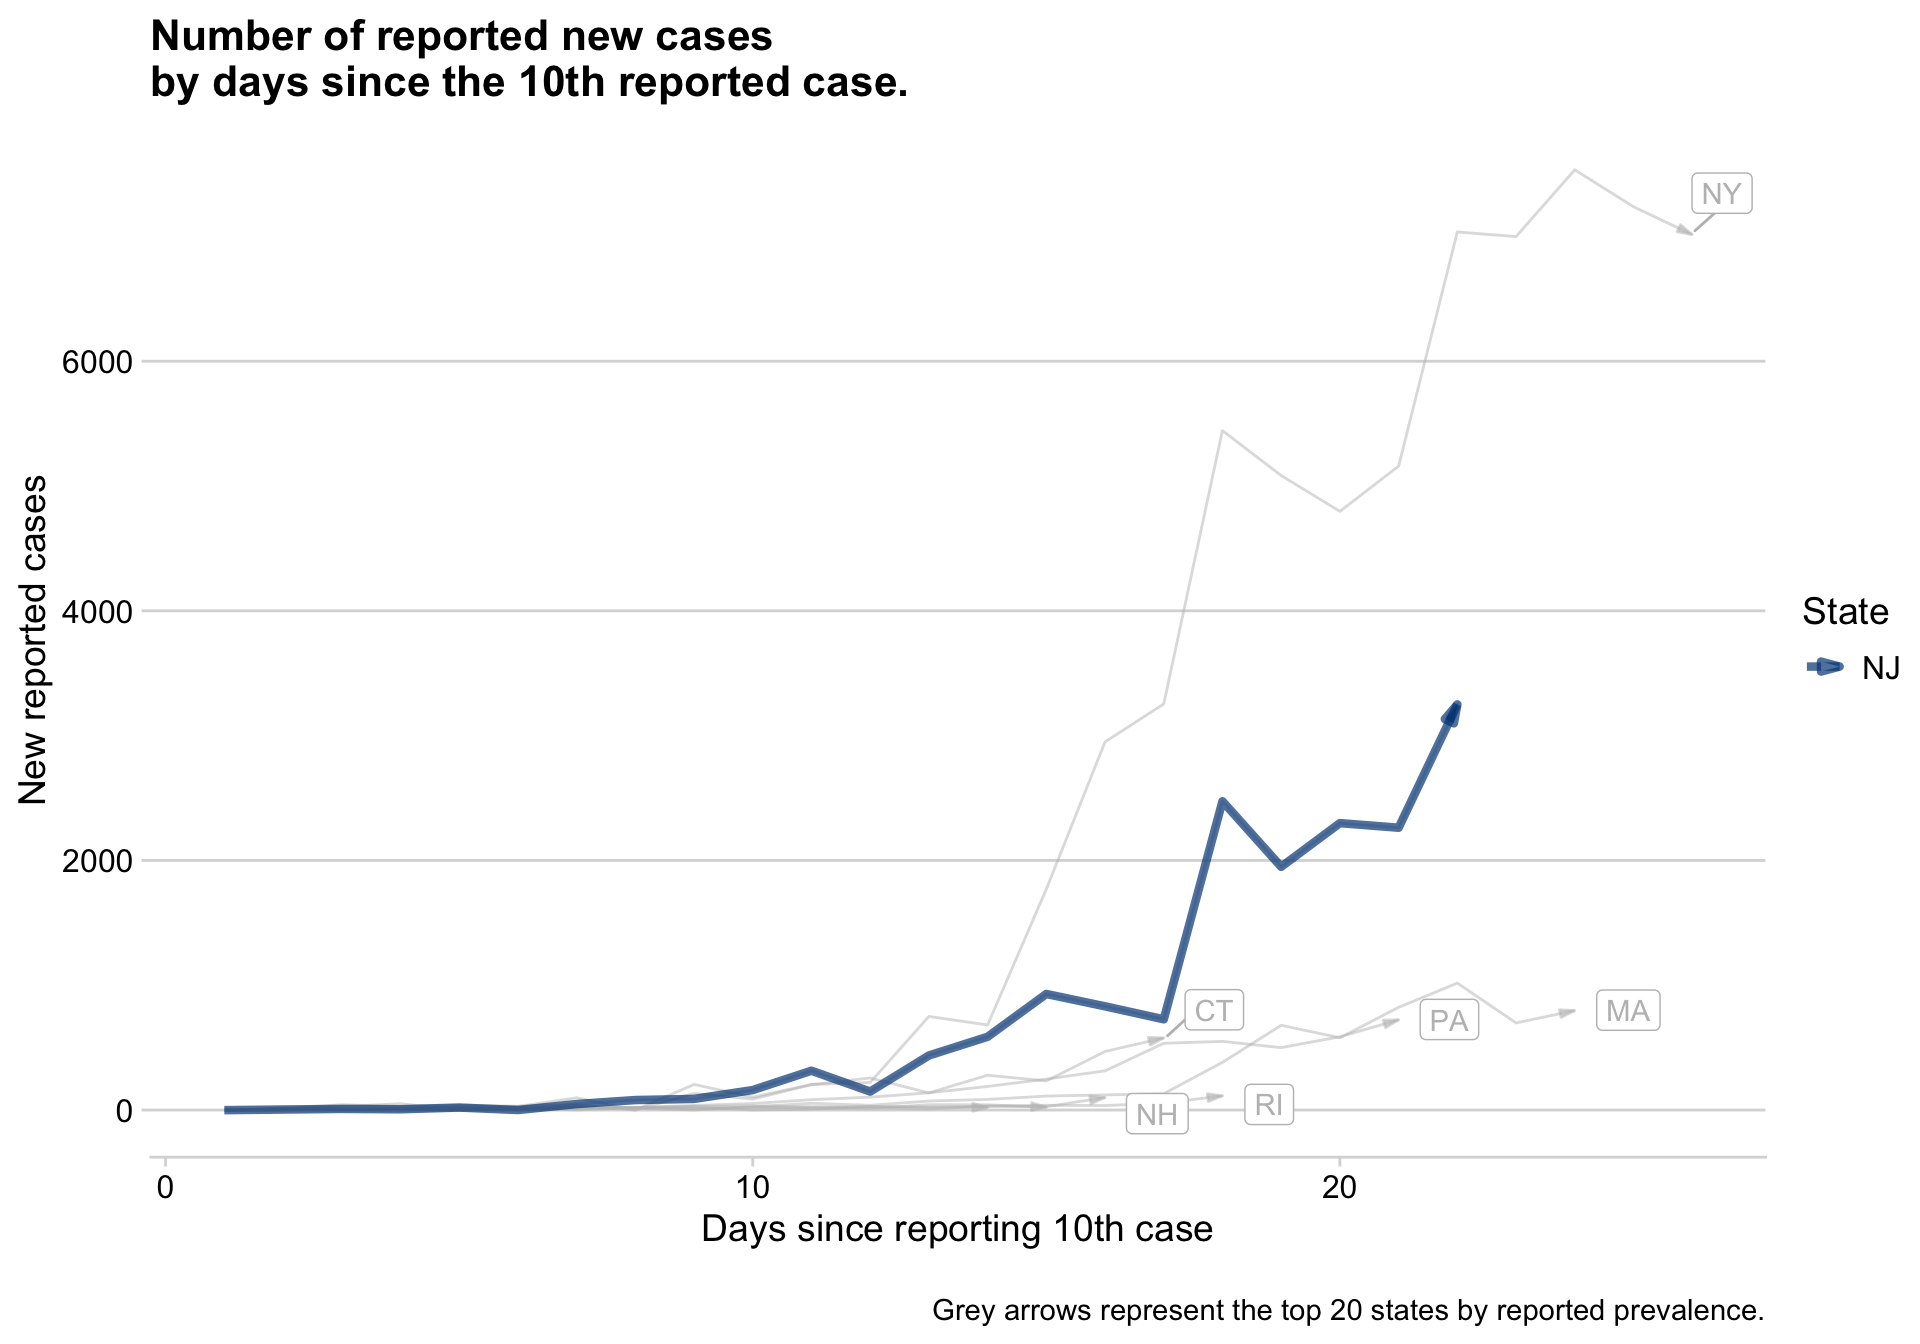 Number of reported new cases
by days since the 10th reported case.
NY
6000
New reported cases
4000
State
NJ
2000
CT
PA
MA
NH
RI
0
0
10
20
Days since reporting 10th case
Grey arrows represent the top 20 states by reported prevalence.